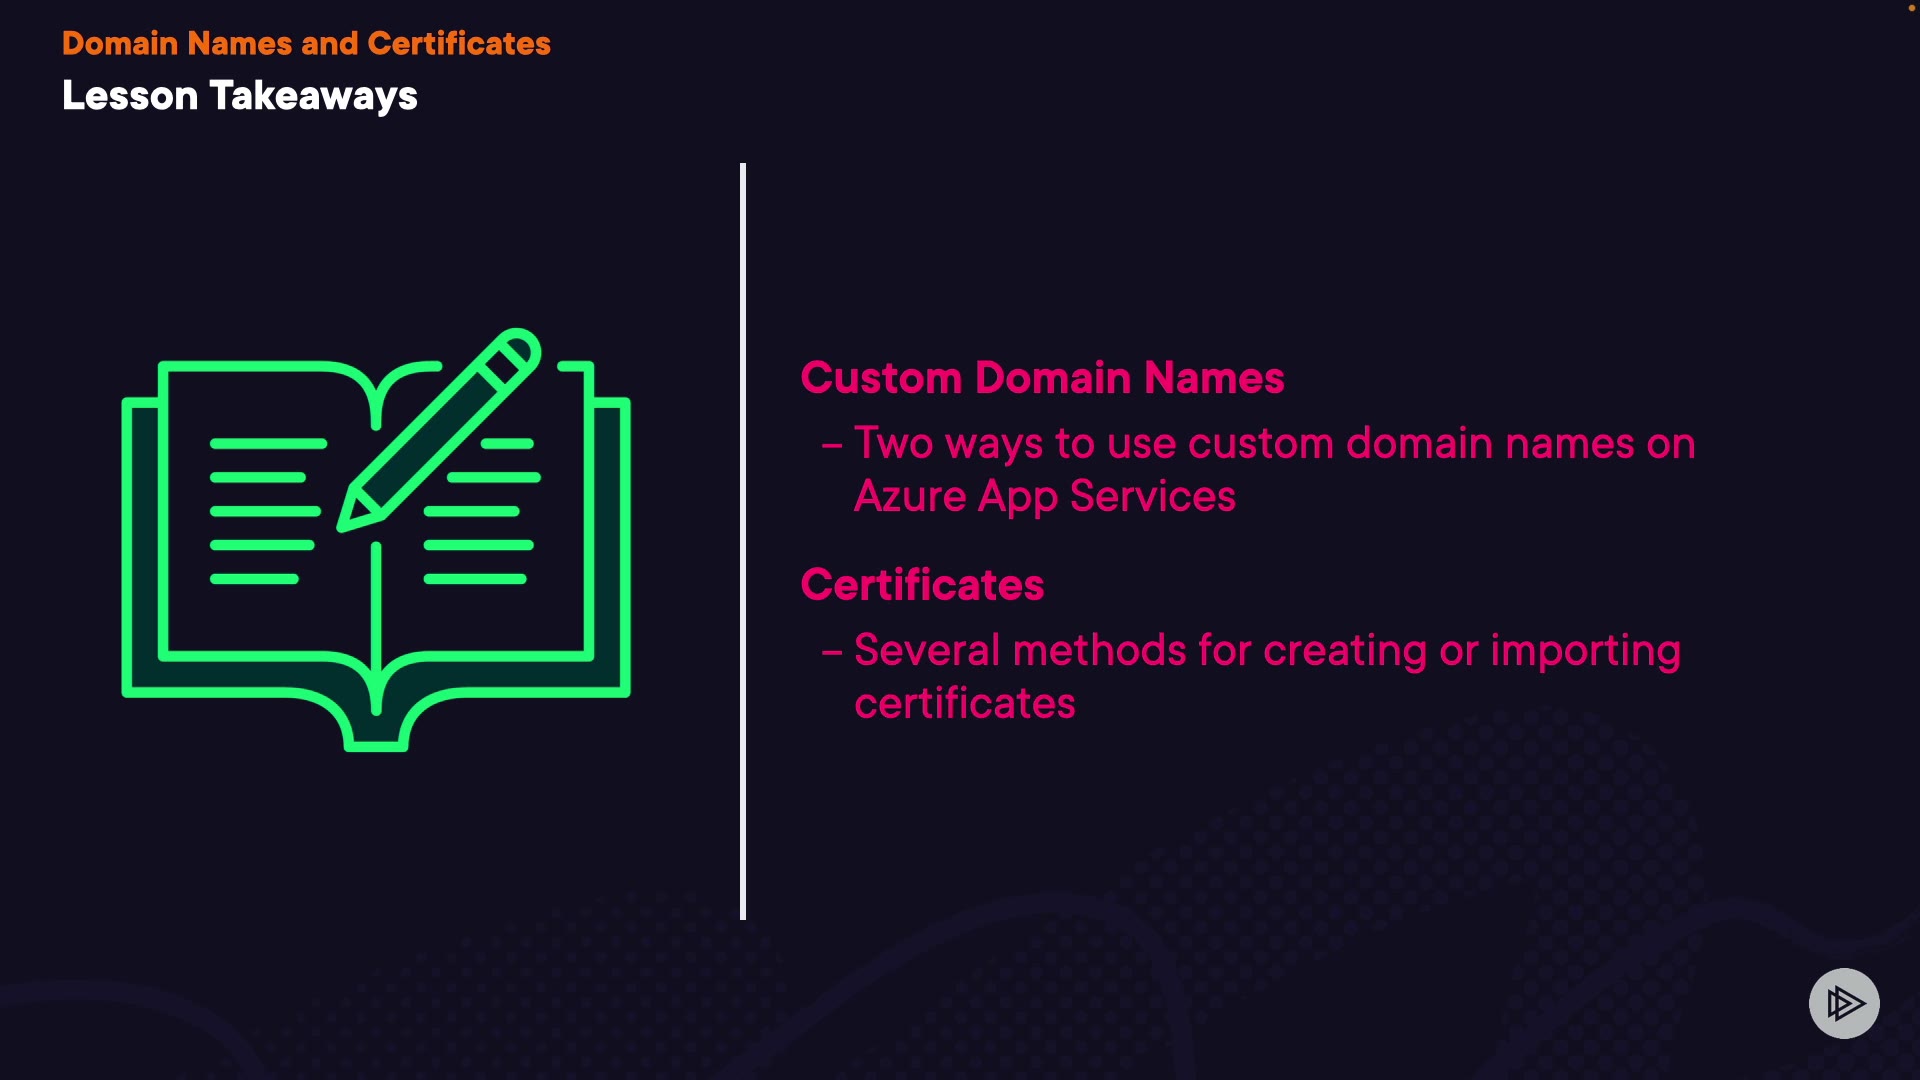 Domain Names and Certificates
Lesson Takeaways
Custom Domain Names
– Two ways to use custom domain names on
Azure App Services
Certificates
– Several methods for creating or importing
certificates